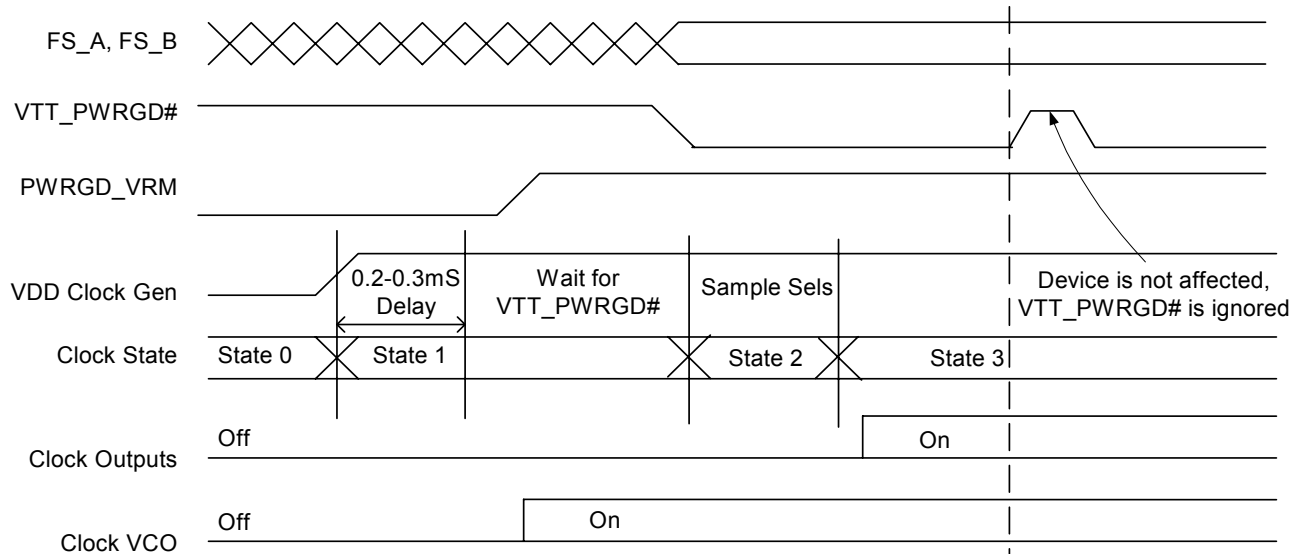 FS_A, FS_B
VTT_PWRGD#
PWRGD_VRM
VDD Clock Gen
0.2-0.3mS
Delay
Wait for
VTT_PWRGD#
Sample Sels
Device is not affected,
VTT_PWRGD# is ignored
Clock State
State 0
State 1
State 2
State 3
Clock Outputs
Off
On
Clock VCO
Off
On